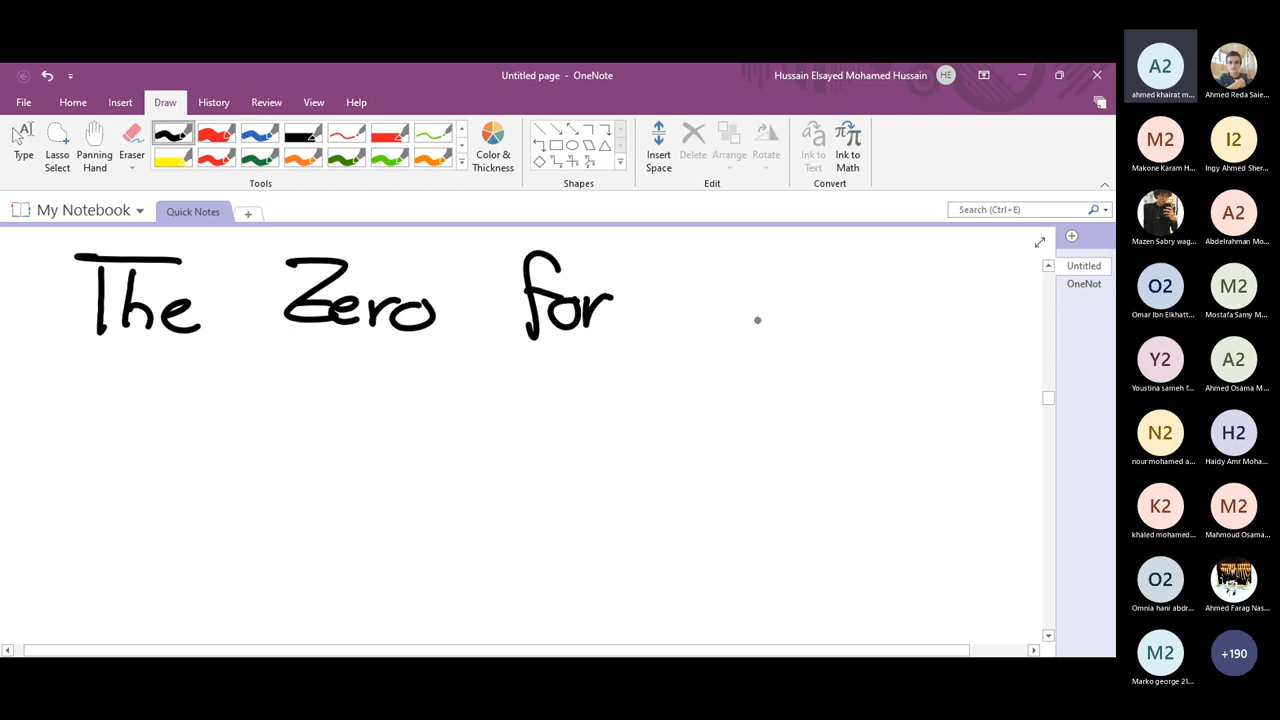 Untitled page - OneNote
Hussain Elsayed Mohamed Hussain HE
File Home Insert Draw History Review View Help
Type
Lasso Select
Panning Hand
Eraser
Color & Thickness
Insert Space
Delete
Arrange
Rotate
Ink to Text
Ink to Math
Tools
Shapes
Edit
Convert
My Notebook
Quick Notes
Search (Ctrl+E)
Untitled
OneNot
The Zero for
A2
ahmed khairat m...
Ahmed Reda Saie...
M2
Makone Karam H...
I2
Ingy Ahmed Sher...
Mazen Sabry wag...
A2
Abdelrahman Mo...
O2
Omar Ibn Elkhatt...
M2
Mostafa Samy M...
Y2
Youstina sameh f...
A2
Ahmed Osama M...
N2
nour mohamed a...
H2
Haidy Amr Moha...
K2
khaled mohamed...
M2
Mahmoud Osama...
O2
Omnia hani abdr...
Ahmed Farag Nas...
M2
Marko george 21...
+190